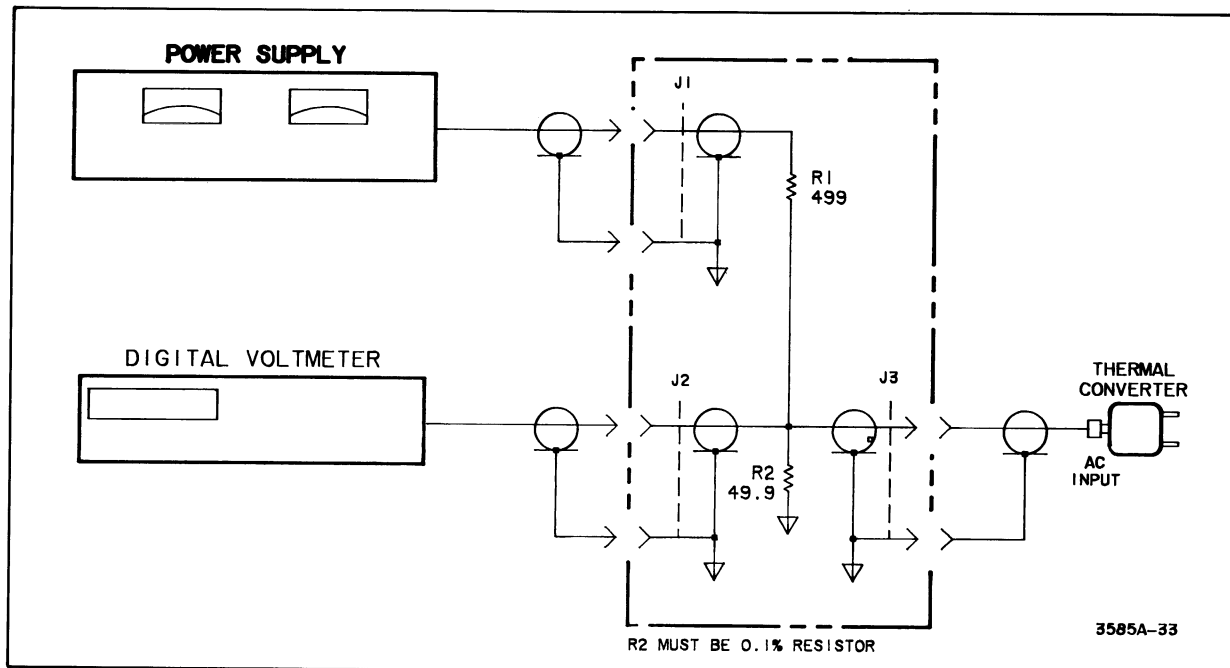 POWER SUPPLY
J1
R1
499
DIGITAL VOLTMETER
J2
J3
THERMAL
CONVERTER
R2
49.9
AC
INPUT
R2 MUST BE 0.1% RESISTOR
3585A-33